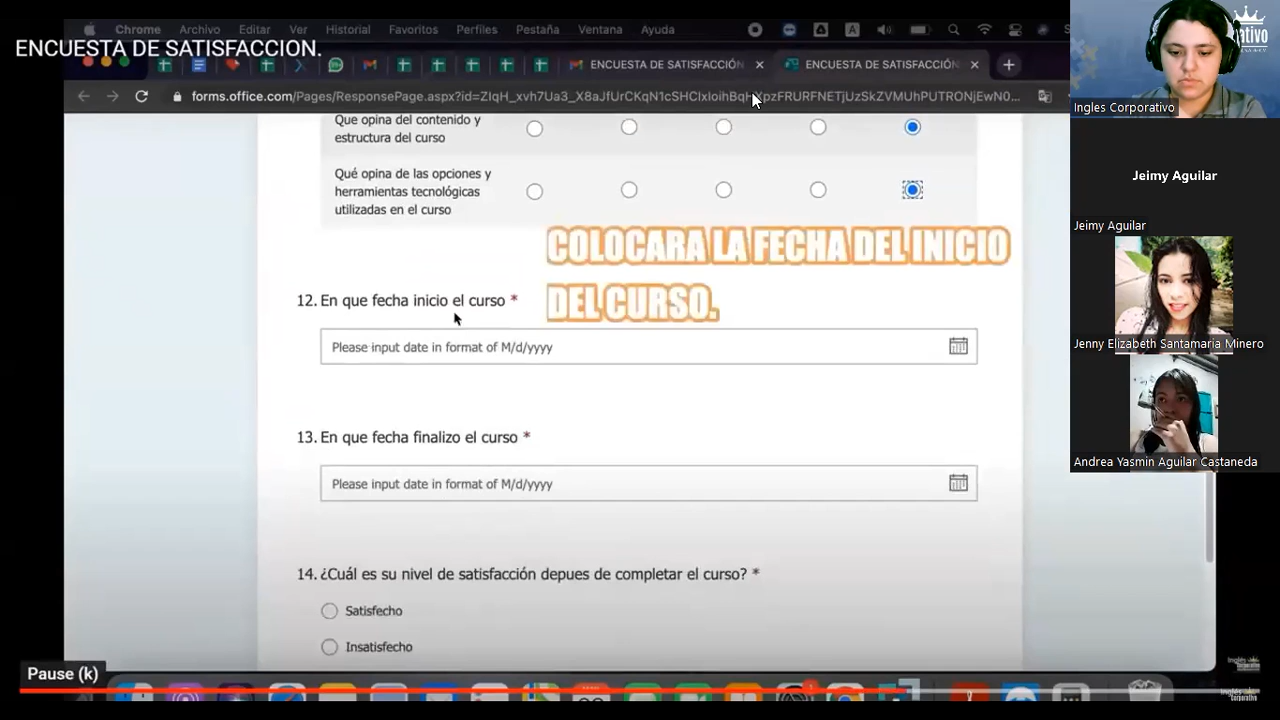 Chrome Archivo Editar Ver Historial Favoritos Perfiles Pestaña Ventana Ayuda
ENCUESTA DE SATISFACCION.
ENCUESTA DE SATISFACCIÓN
ENCUESTA DE SATISFACCIÓN
Que opina del contenido y
estructura del curso
Qué opina de las opciones y
herramientas tecnológicas
utilizadas en el curso
COLOCARA LA FECHA DEL INICIO
DEL CURSO.
12. En que fecha inicio el curso *
Please input date in format of M/d/yyyy
13. En que fecha finalizo el curso *
Please input date in format of M/d/yyyy
14. ¿Cuál es su nivel de satisfacción depues de completar el curso? *
Satisfecho
Insatisfecho
Pause (k)
Ingles Corporativo
Jeimy Aguilar
Jeimy Aguilar
Jenny Elizabeth Santamaria Minero
Andrea Yasmin Aguilar Castaneda